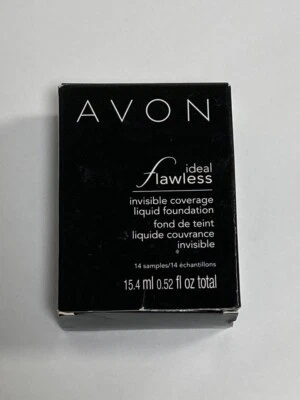 AVON
ideal
flawless
invisible coverage
liquid foundation
fond de teint
liquide couvrance
invisible
14 samples/14 échantillons
15.4 ml 0.52 fl oz total